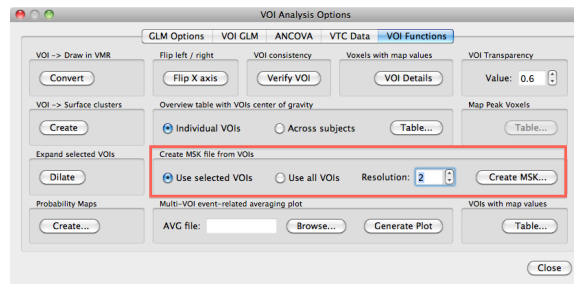 VOI Analysis Options
GLM Options VOI GLM ANCOVA VTC Data VOI Functions
VOI -> Draw in VMR Flip left / right VOI consistency Voxels with map values VOI Transparency
Convert Flip X axis Verify VOI VOI Details Value: 0.6
VOI -> Surface clusters Overview table with VOIs center of gravity Map Peak Voxels
Create Individual VOIs Across subjects Table... Table...
Expand selected VOIs Create MSK file from VOIs
Dilate Use selected VOIs Use all VOIs Resolution: 2 Create MSK...
Probability Maps Multi-VOI event-related averaging plot VOIs with map values
Create... AVG file: Browse... Generate Plot Table...
Close